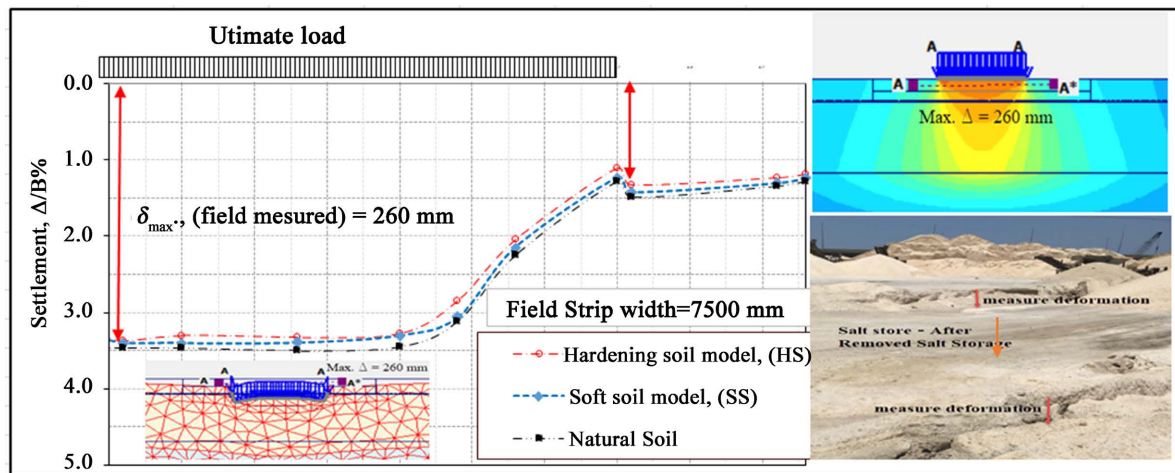 Utimate load
0.0
1.0
2.0
3.0
4.0
5.0
Settlement, Δ/B%
δmax., (field mesured) = 260 mm
Field Strip width=7500 mm
Hardening soil model, (HS)
Soft soil model, (SS)
Natural Soil
Max. Δ = 260 mm
A A
A A*
A A
A A*
Max. Δ = 260 mm
measure deformation
Salt store - After
Removed Salt Storage
measure deformation